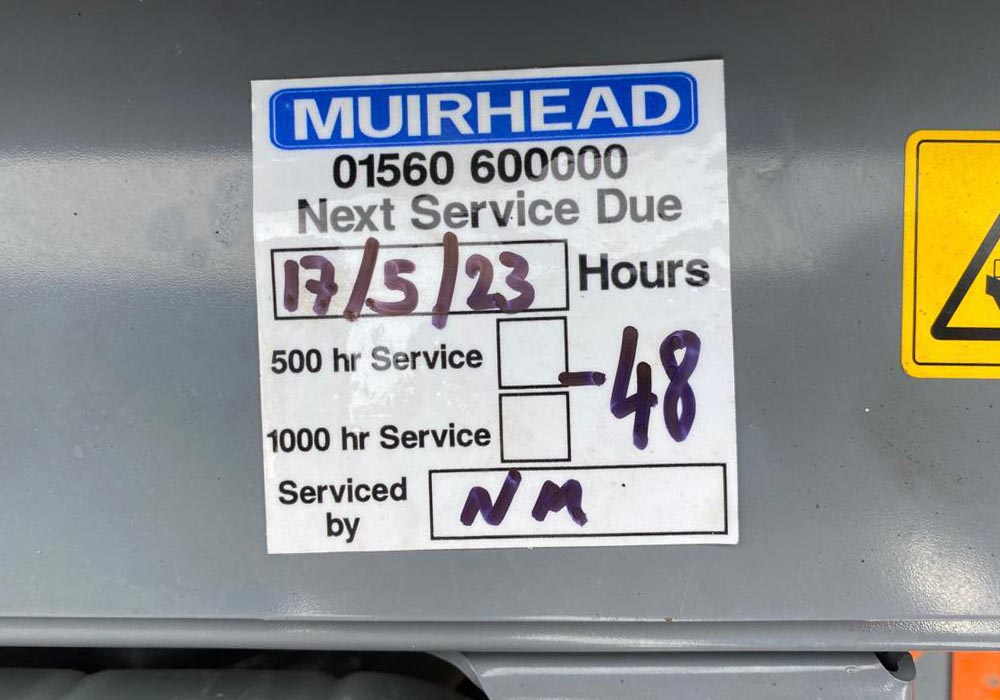 MUIRHEAD
01560 600000
Next Service Due
17/5/23 Hours
500 hr Service
-48
1000 hr Service
Serviced
by
NM